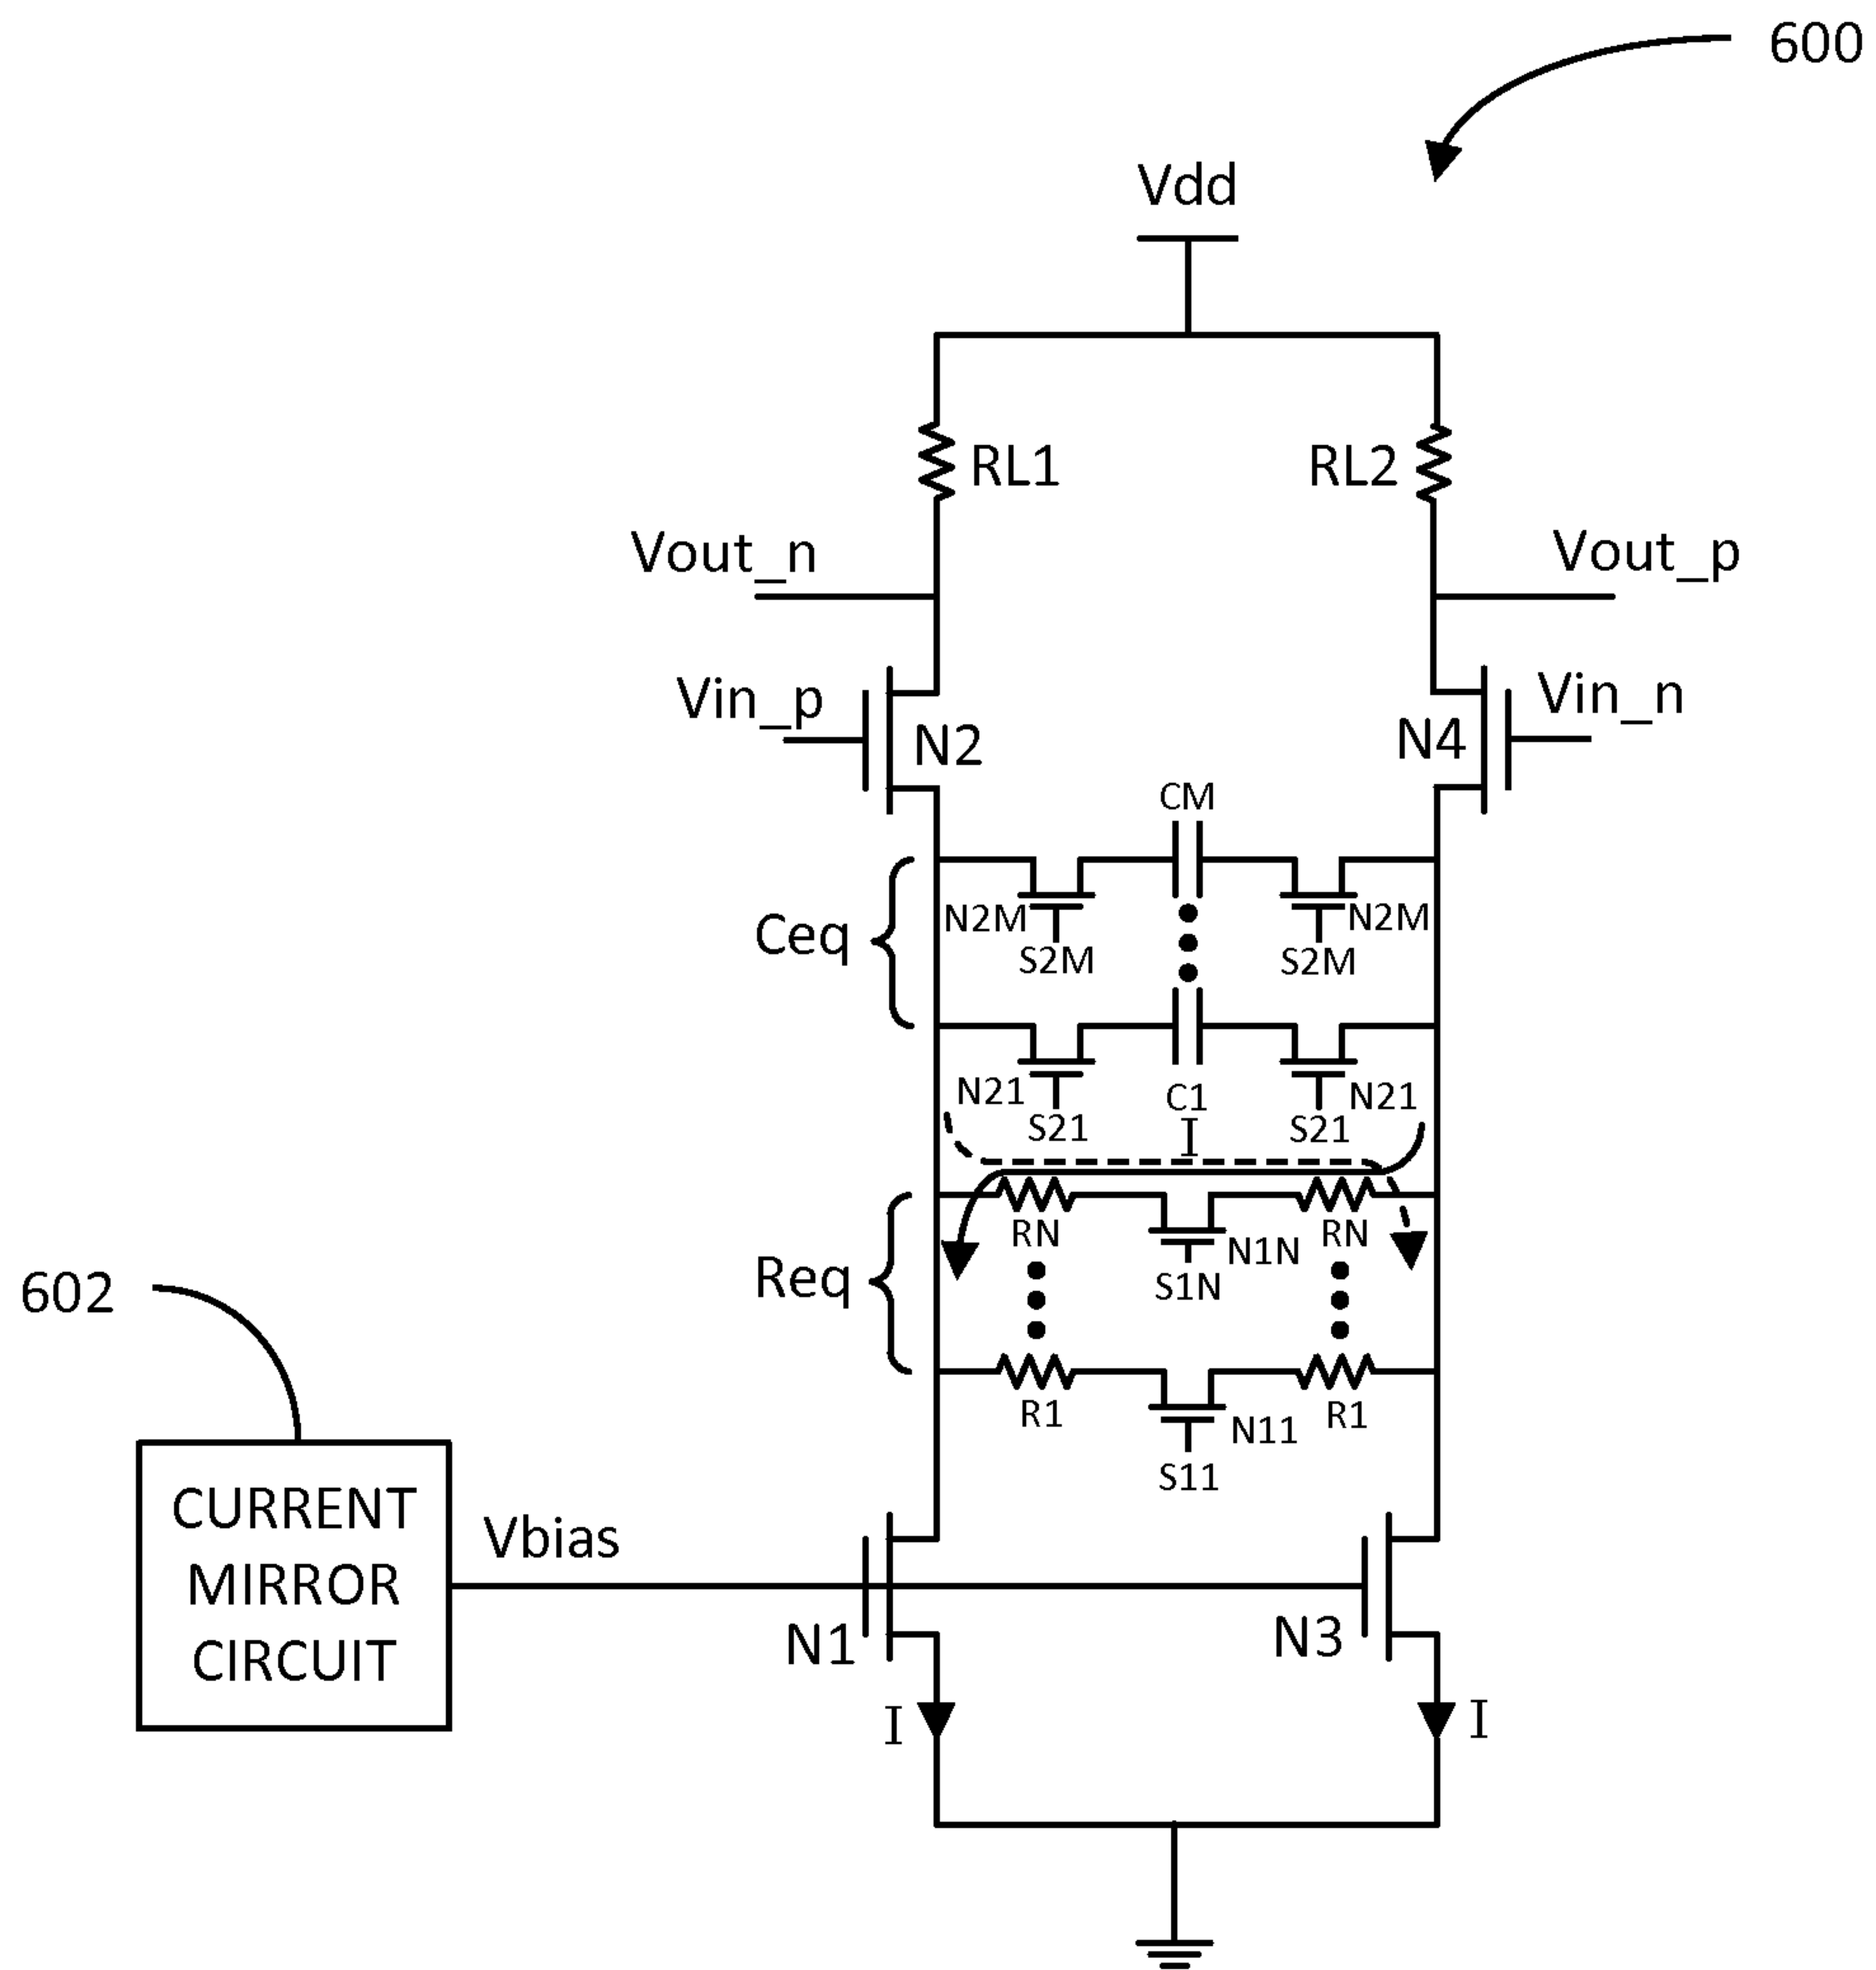 600
Vdd
RL1
RL2
Vout_n
Vout_p
Vin_p
Vin_n
N2
N4
CM
N2M
N2M
S2M
S2M
Ceq
N21
C1
N21
S21
S21
I
RN
RN
N1N
S1N
Req
602
R1
R1
N11
S11
CURRENT
MIRROR
CIRCUIT
Vbias
N1
N3
I
I